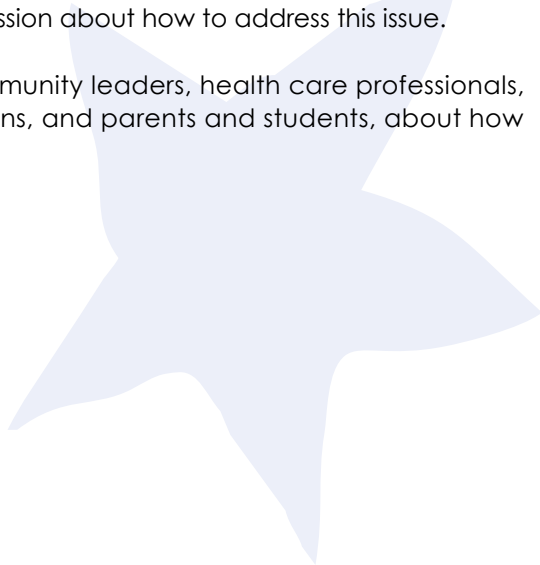 ssion about how to address this issue.
munity leaders, health care professionals,
ns, and parents and students, about how